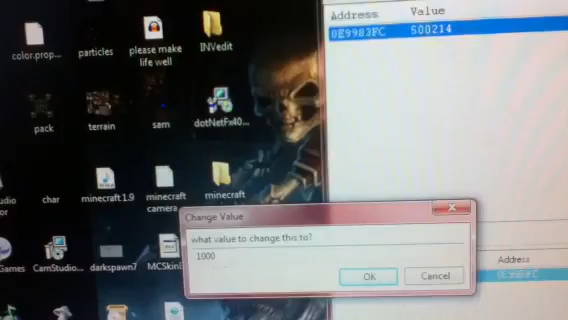 Address Value
0E9983FC 500214
color.prop...
particles
please make
life well
INVedit
pack
terrain
sam
dotNetFx40...
char
minecraft 1.9
minecraft
camera
minecraft
Change Value
what value to change this to?
1000
Ok Cancel
Games
CamStudio...
darkspawn7
Address